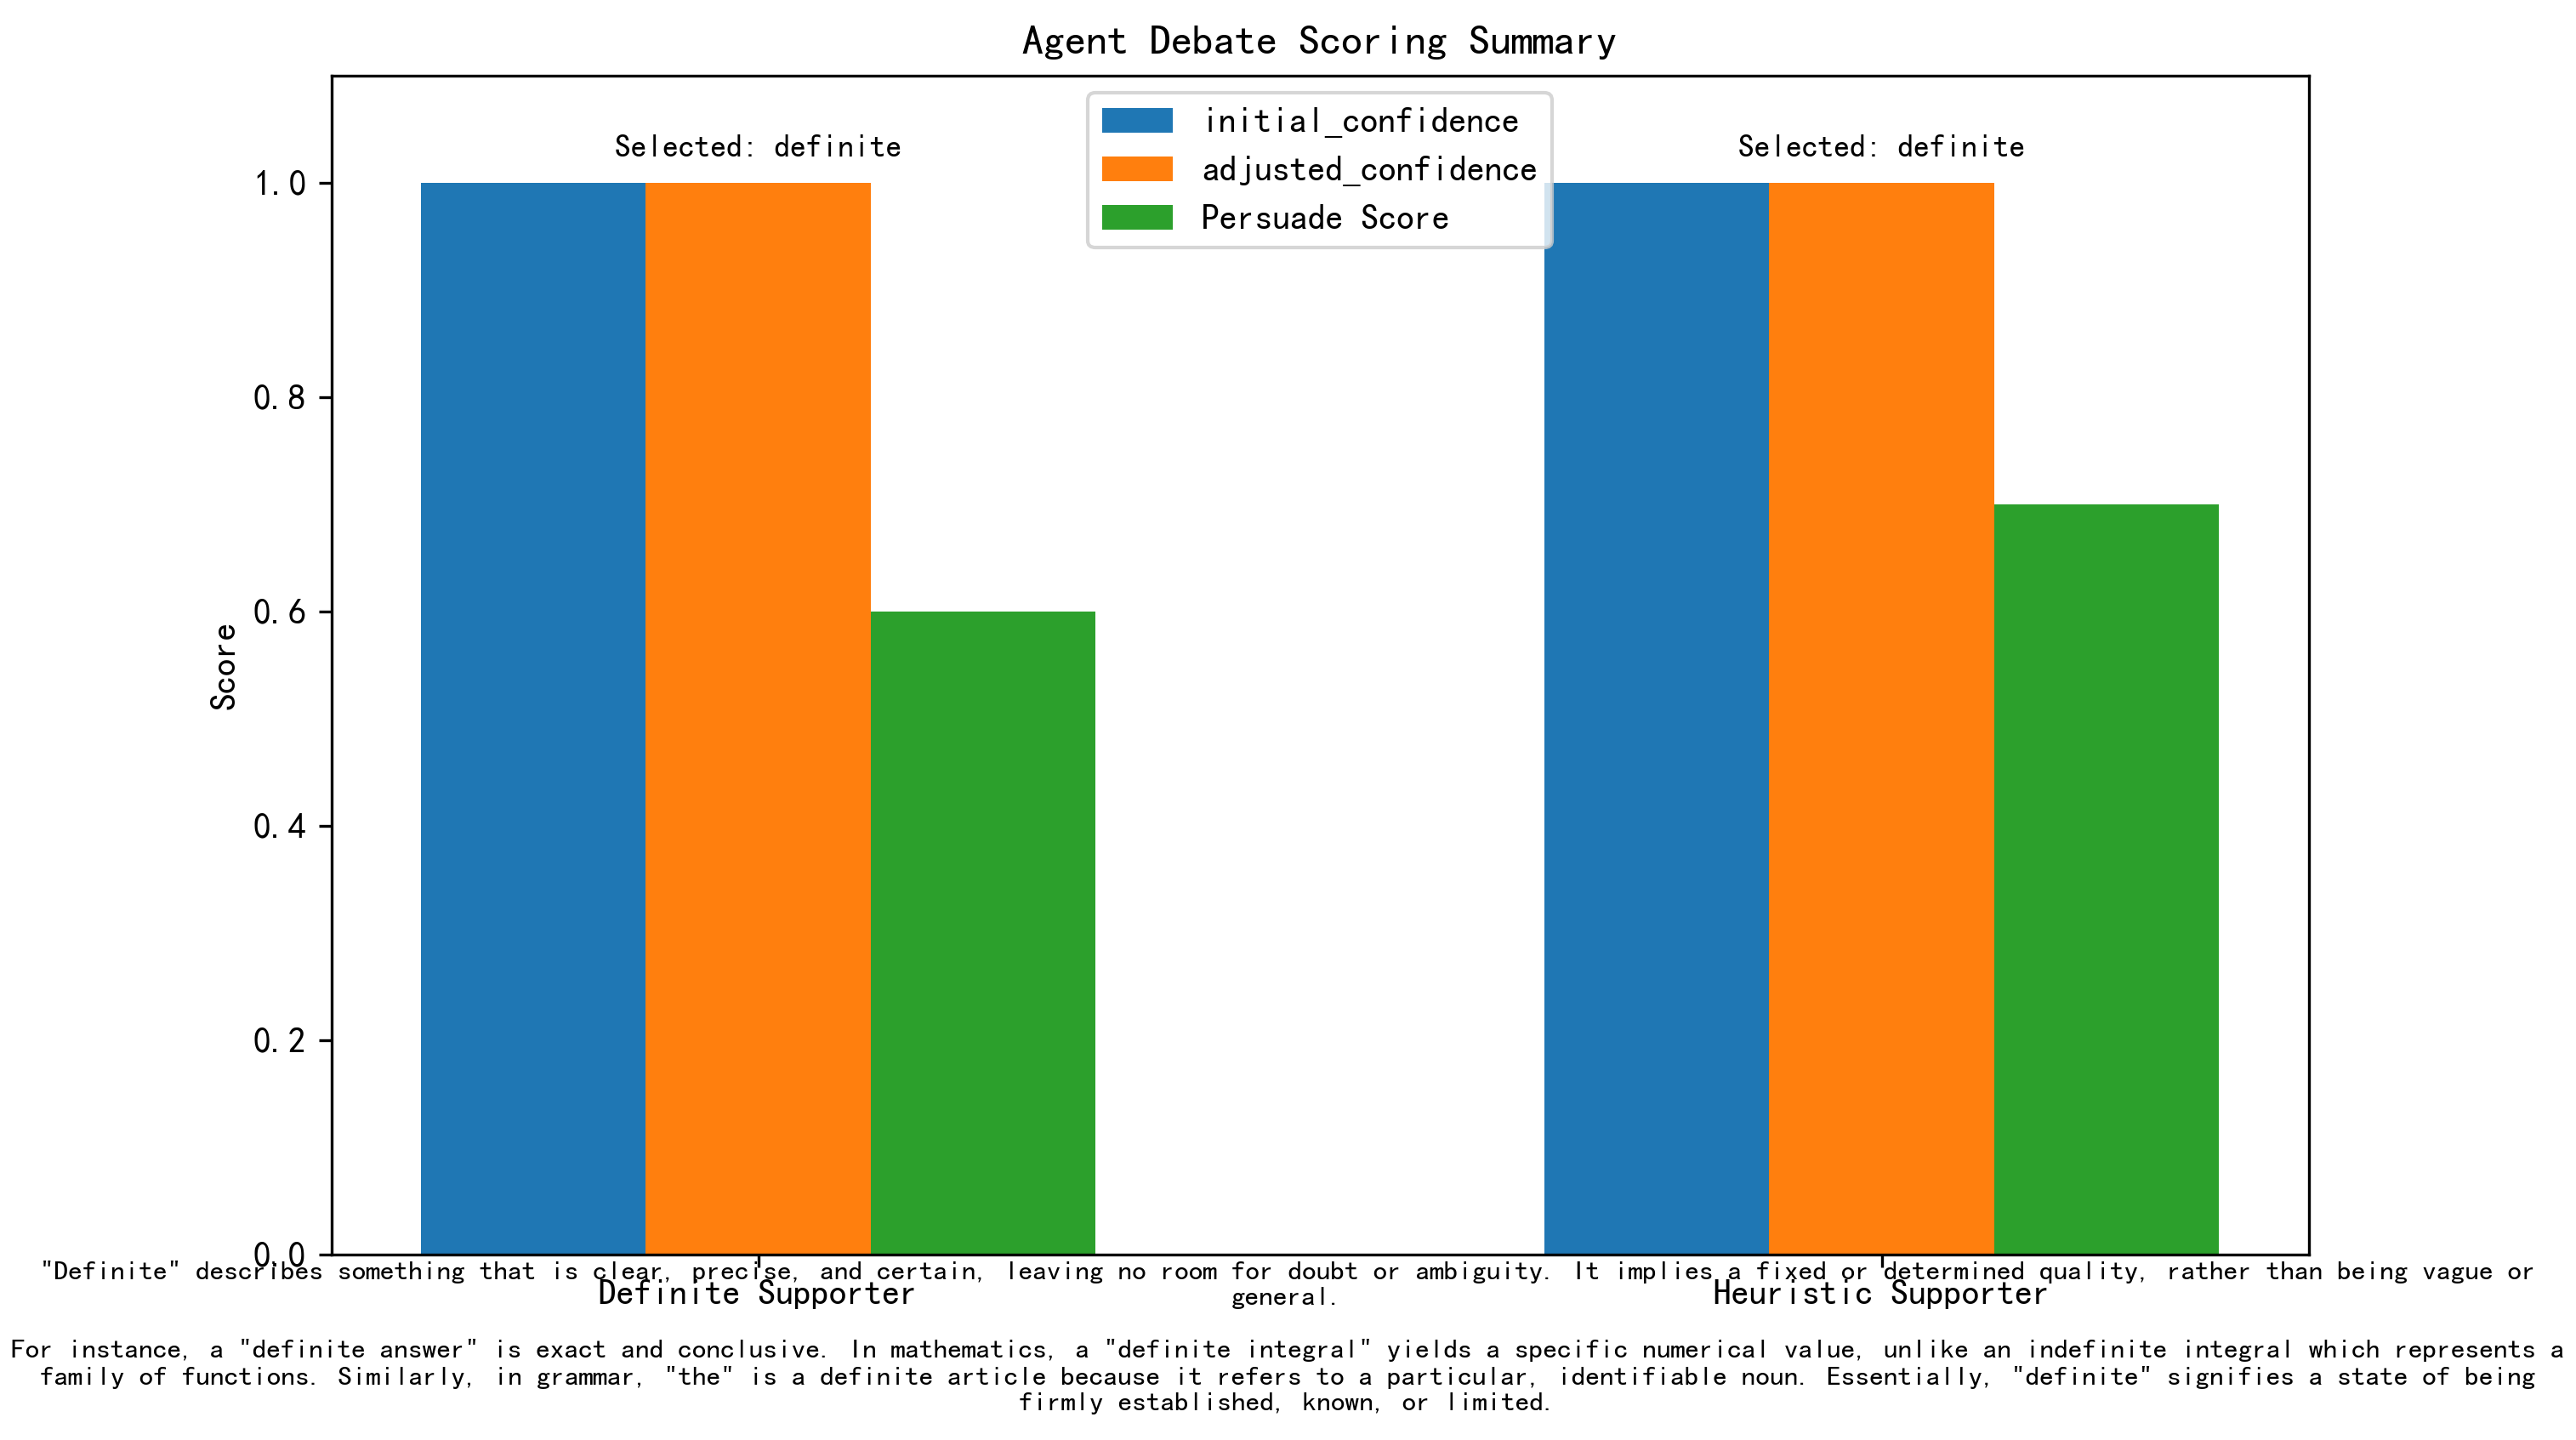 Agent Debate Scoring Summary
Selected: definite
initial_confidence
adjusted_confidence
Persuade Score
Selected: definite
1.0
0.8
0.6
0.4
0.2
0.0
Score
Definite Supporter
Heuristic Supporter
"Definite" describes something that is clear, precise, and certain, leaving no room for doubt or ambiguity. It implies a fixed or determined quality, rather than being vague or
general.
For instance, a "definite answer" is exact and conclusive. In mathematics, a "definite integral" yields a specific numerical value, unlike an indefinite integral which represents a
family of functions. Similarly, in grammar, "the" is a definite article because it refers to a particular, identifiable noun. Essentially, "definite" signifies a state of being
firmly established, known, or limited.